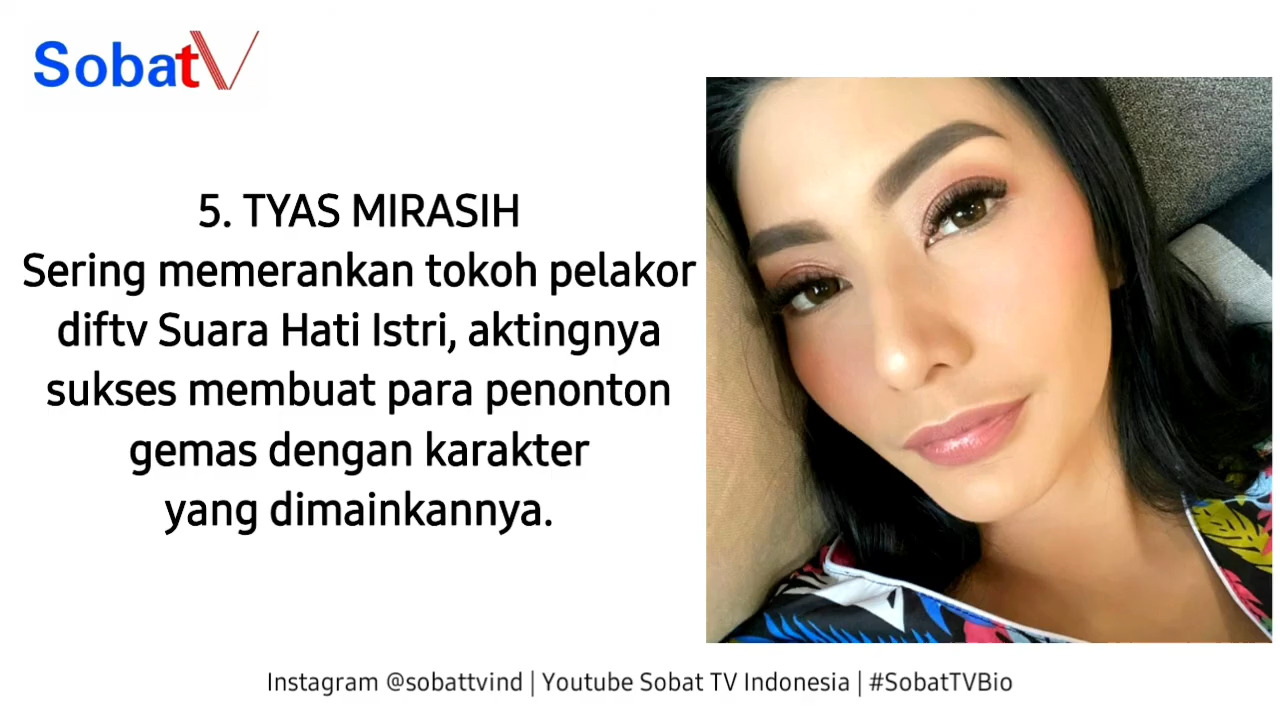 SobatV
5. TYAS MIRASIH
Sering memerankan tokoh pelakor
diftv Suara Hati Istri, aktingnya
sukses membuat para penonton
gemas dengan karakter
yang dimainkannya.
Instagram @sobattvind | Youtube Sobat TV Indonesia | #SobatTVBio